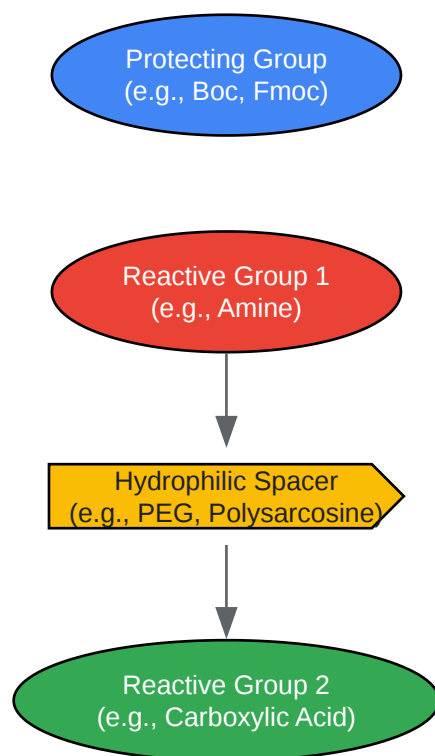 Protecting Group
(e.g., Boc, Fmoc)
Reactive Group 1
(e.g., Amine)
Hydrophilic Spacer
(e.g., PEG, Polysarcosine)
Reactive Group 2
(e.g., Carboxylic Acid)